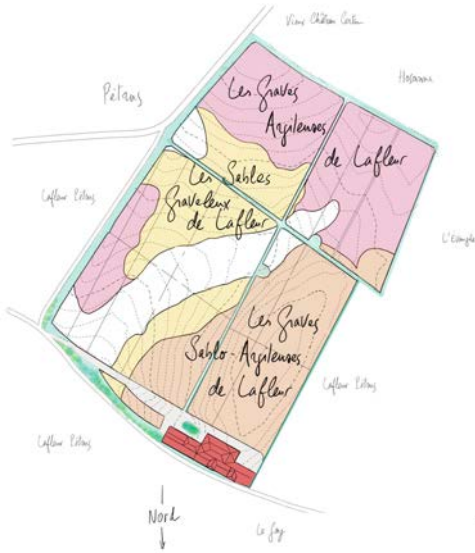 Vieux Château Certan
Hosanna
Pétrus
Les Graves
Argileuses
de Lafleur
Les Sables
Graveleux
de Lafleur
Lafleur Pétrus
L'Évangile
Les Graves
Sablo-Argileuses
de Lafleur
Lafleur Pétrus
Lafleur Pétrus
Nord
Le Gay